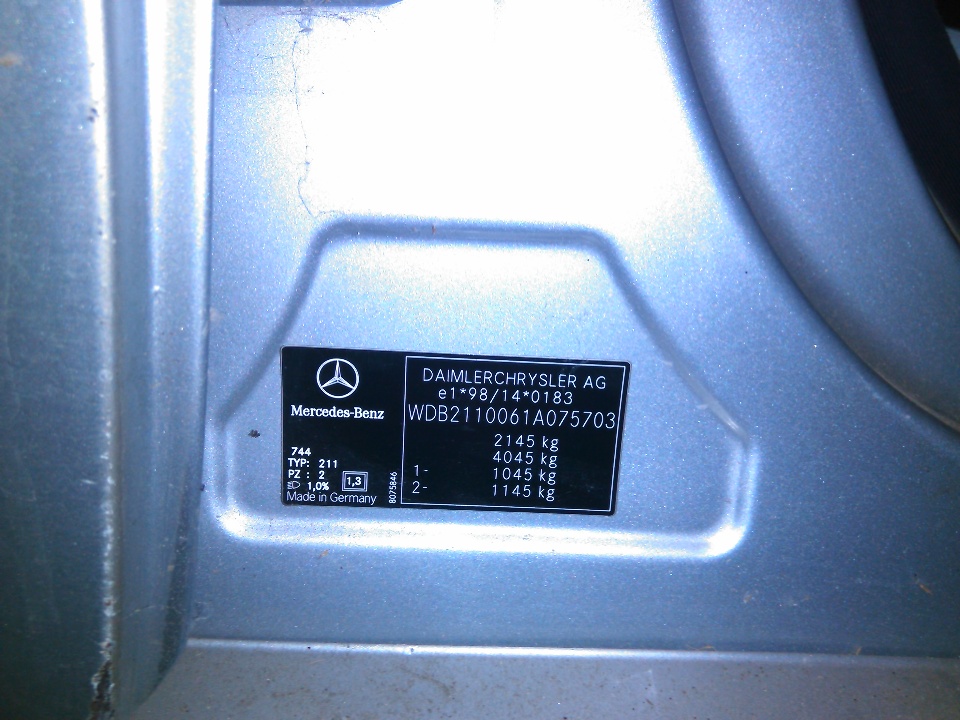 Mercedes-Benz
744
TYP: 211
PZ : 2
1,0%
1,3
Made in Germany
8075846
DAIMLERCHRYSLER AG
e1*98/14*0183
WDB2110061A075703
2145 kg
4045 kg
1- 1045 kg
2- 1145 kg